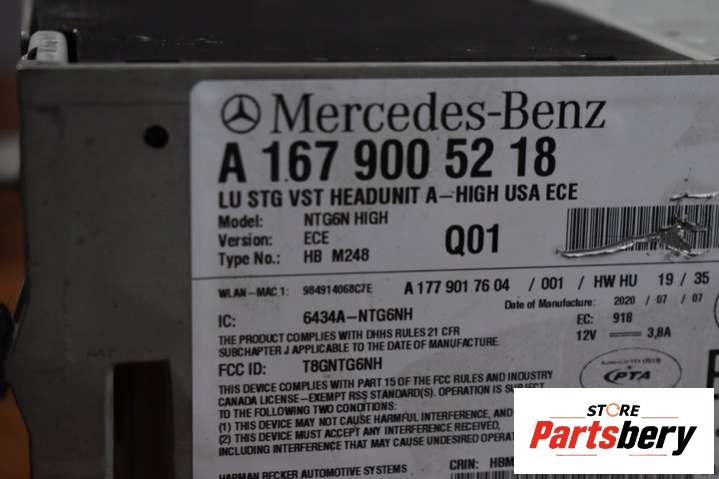 Mercedes-Benz
A 167 900 52 18
LU STG VST HEADUNIT A-HIGH USA ECE
Model: NTG6N HIGH
Version: ECE
Type No.: HB M248
Q01
WLAN-MAC 1: 984914068C7E
A 177 901 76 04 / 001 / HW HU 19 / 35
Date of Manufacture: 2020 / 07 / 07
IC: 6434A-NTG6NH
EC: 918
12V 3,8A
THE PRODUCT COMPLIES WITH DHHS RULES 21 CFR
SUBCHAPTER J APPLICABLE TO THE DATE OF MANUFACTURE.
FCC ID: T8GNTG6NH
THIS DEVICE COMPLIES WITH PART 15 OF THE FCC RULES AND INDUSTRY
CANADA LICENSE-EXEMPT RSS STANDARD(S). OPERATION IS SUBJECT
TO THE FOLLOWING TWO CONDITIONS:
(1) THIS DEVICE MAY NOT CAUSE HARMFUL INTERFERENCE, AND
(2) THIS DEVICE MUST ACCEPT ANY INTERFERENCE RECEIVED,
INCLUDING INTERFERENCE THAT MAY CAUSE UNDESIRED OPERAT
HARMAN BECKER AUTOMOTIVE SYSTEMS
CRIN: HBM
PTA
STORE
Partsbery